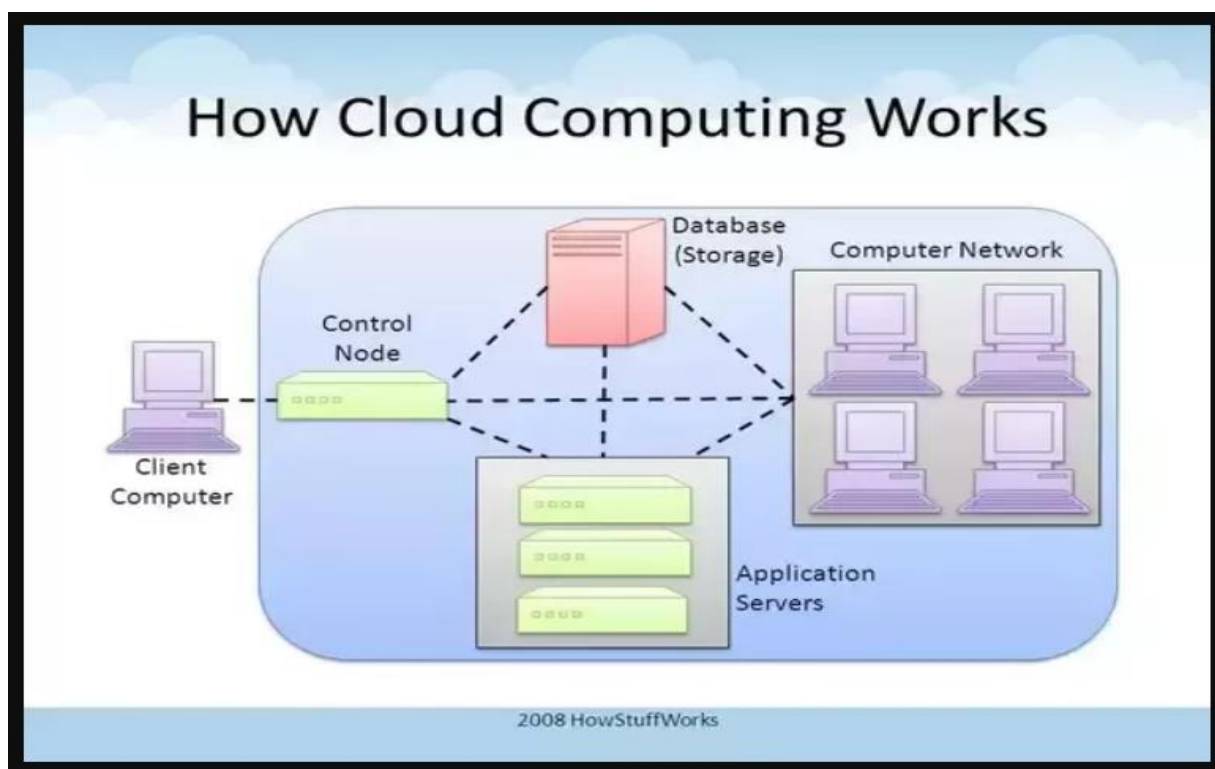 How Cloud Computing Works
Database
(Storage)
Computer Network
Control
Node
Client
Computer
Application
Servers
2008 HowStuffWorks